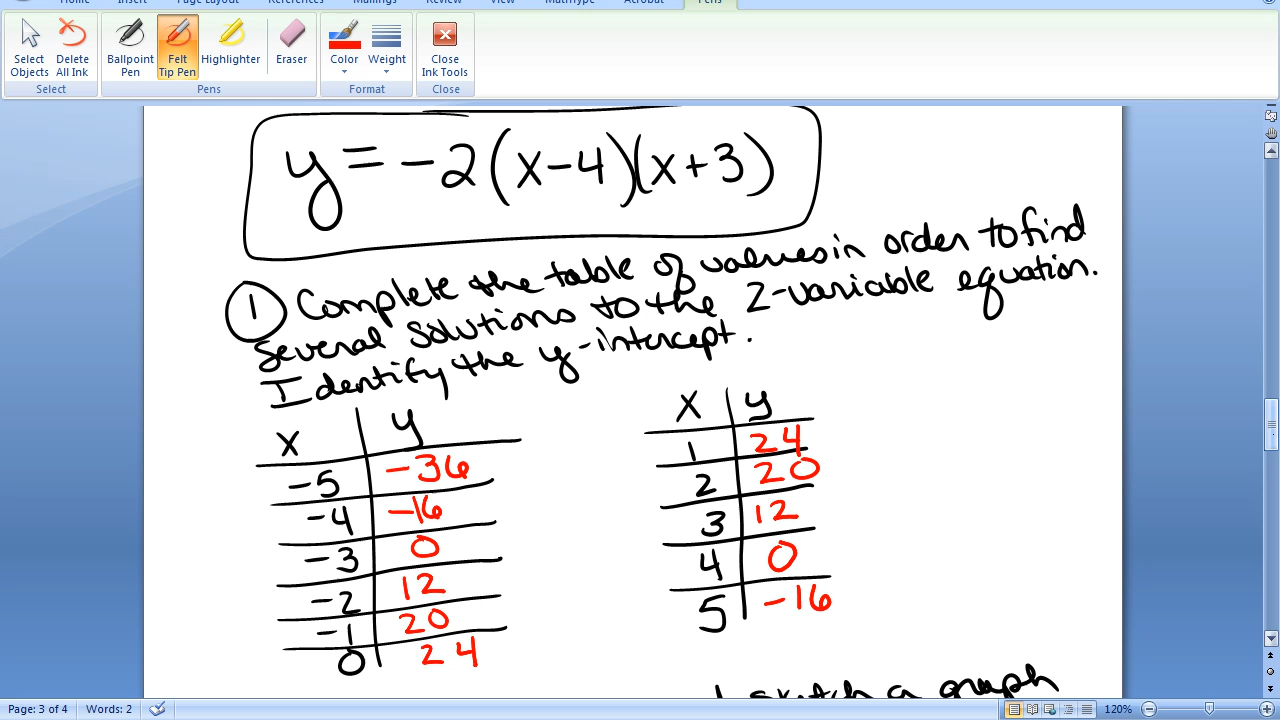 Home Insert Page Layout References Mailings Review View MathType Acrobat Pens
Select Objects
Delete All Ink
Ballpoint Pen
Felt Tip Pen
Highlighter
Eraser
Color
Weight
Close Ink Tools
Select Pens Format Close
y = -2(x-4)(x+3)
① Complete the table of values in order to find
several solutions to the 2-variable equation.
Identify the y-intercept.
x y
-5 -36
-4 -16
-3 0
-2 12
-1 20
0 24
x y
1 24
2 20
3 12
4 0
5 -16
sketch a graph
Page: 3 of 4 Words: 2 120%